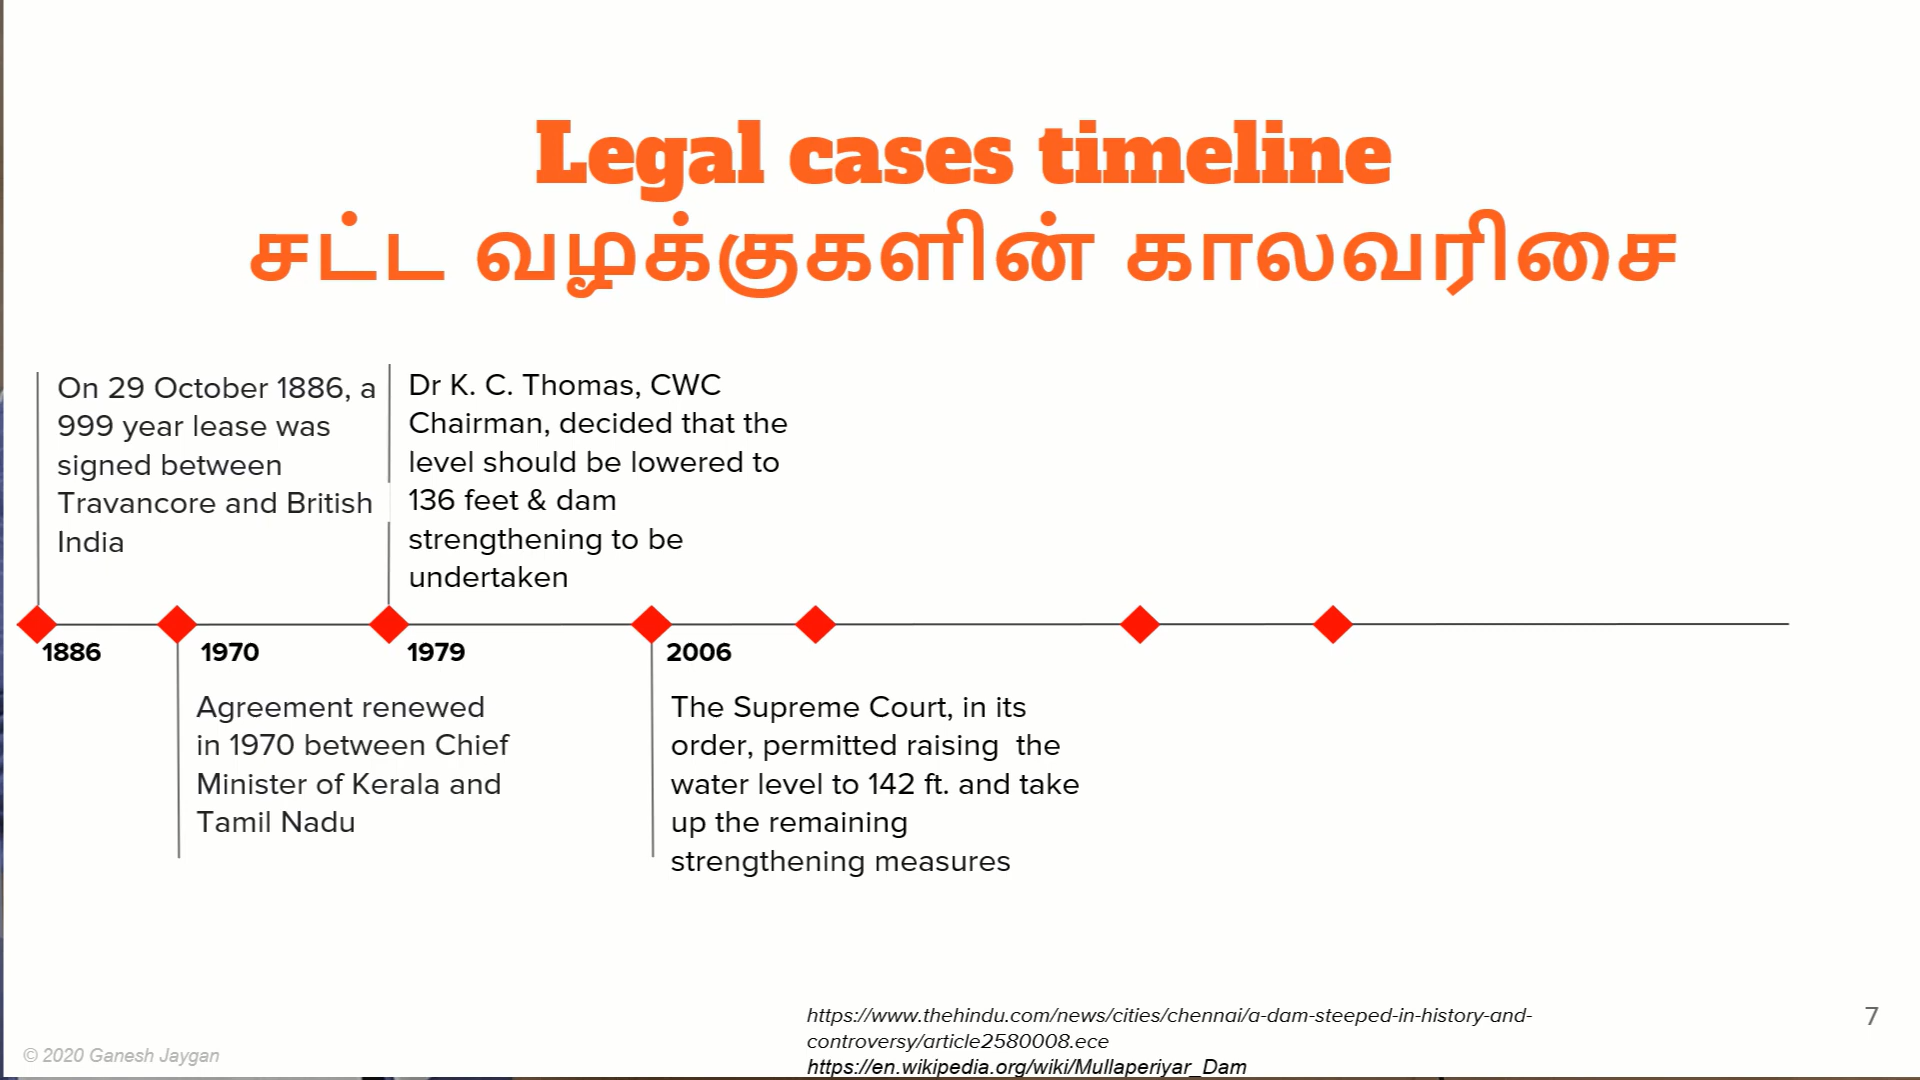 Legal cases timeline
சட்ட வழக்குகளின் காலவரிசை
On 29 October 1886, a
999 year lease was
signed between
Travancore and British
India
Dr K. C. Thomas, CWC
Chairman, decided that the
level should be lowered to
136 feet & dam
strengthening to be
undertaken
1886
1970
1979
2006
Agreement renewed
in 1970 between Chief
Minister of Kerala and
Tamil Nadu
The Supreme Court, in its
order, permitted raising  the
water level to 142 ft. and take
up the remaining
strengthening measures
https://www.thehindu.com/news/cities/chennai/a-dam-steeped-in-history-and-
controversy/article2580008.ece
https://en.wikipedia.org/wiki/Mullaperiyar_Dam
7
© 2020 Ganesh Jaygan